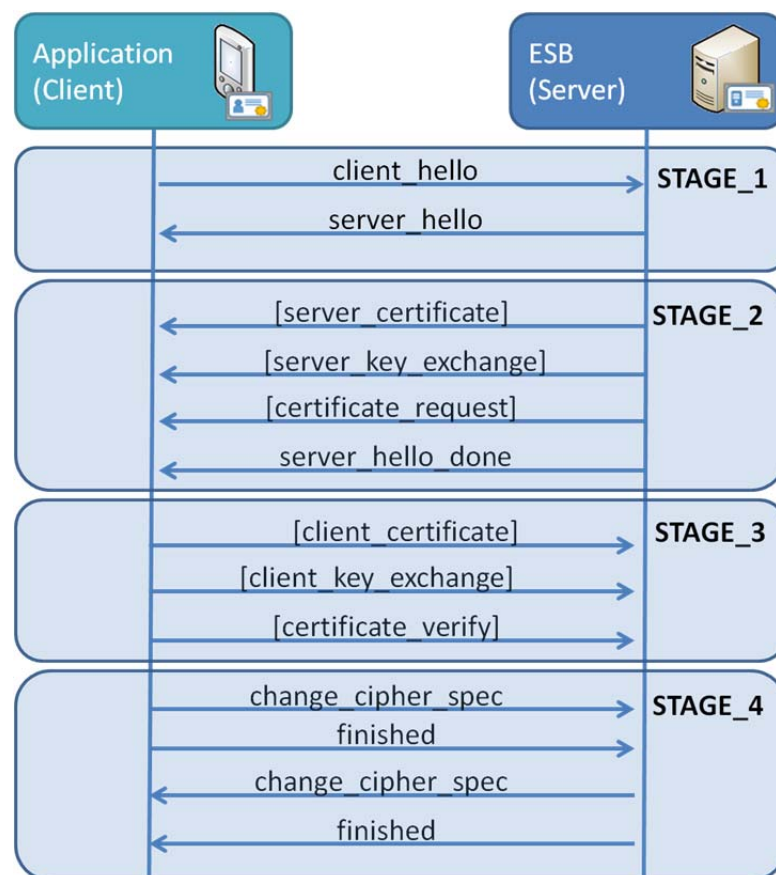 Application
(Client)
ESB
(Server)
client_hello
STAGE_1
server_hello
[server_certificate]
STAGE_2
[server_key_exchange]
[certificate_request]
server_hello_done
[client_certificate]
STAGE_3
[client_key_exchange]
[certificate_verify]
change_cipher_spec
STAGE_4
finished
change_cipher_spec
finished